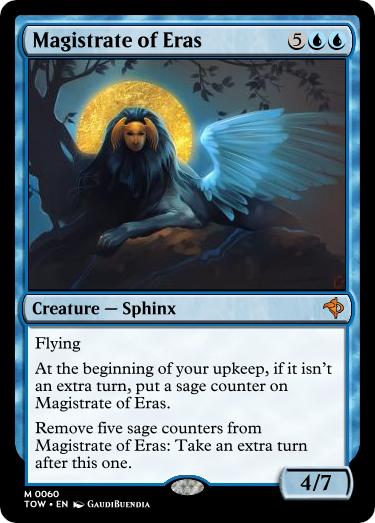 Magistrate of Eras 5
Creature — Sphinx
Flying
At the beginning of your upkeep, if it isn't
an extra turn, put a sage counter on
Magistrate of Eras.
Remove five sage counters from
Magistrate of Eras: Take an extra turn
after this one.
4/7
M 0060
TOW • EN GaudiBuendia